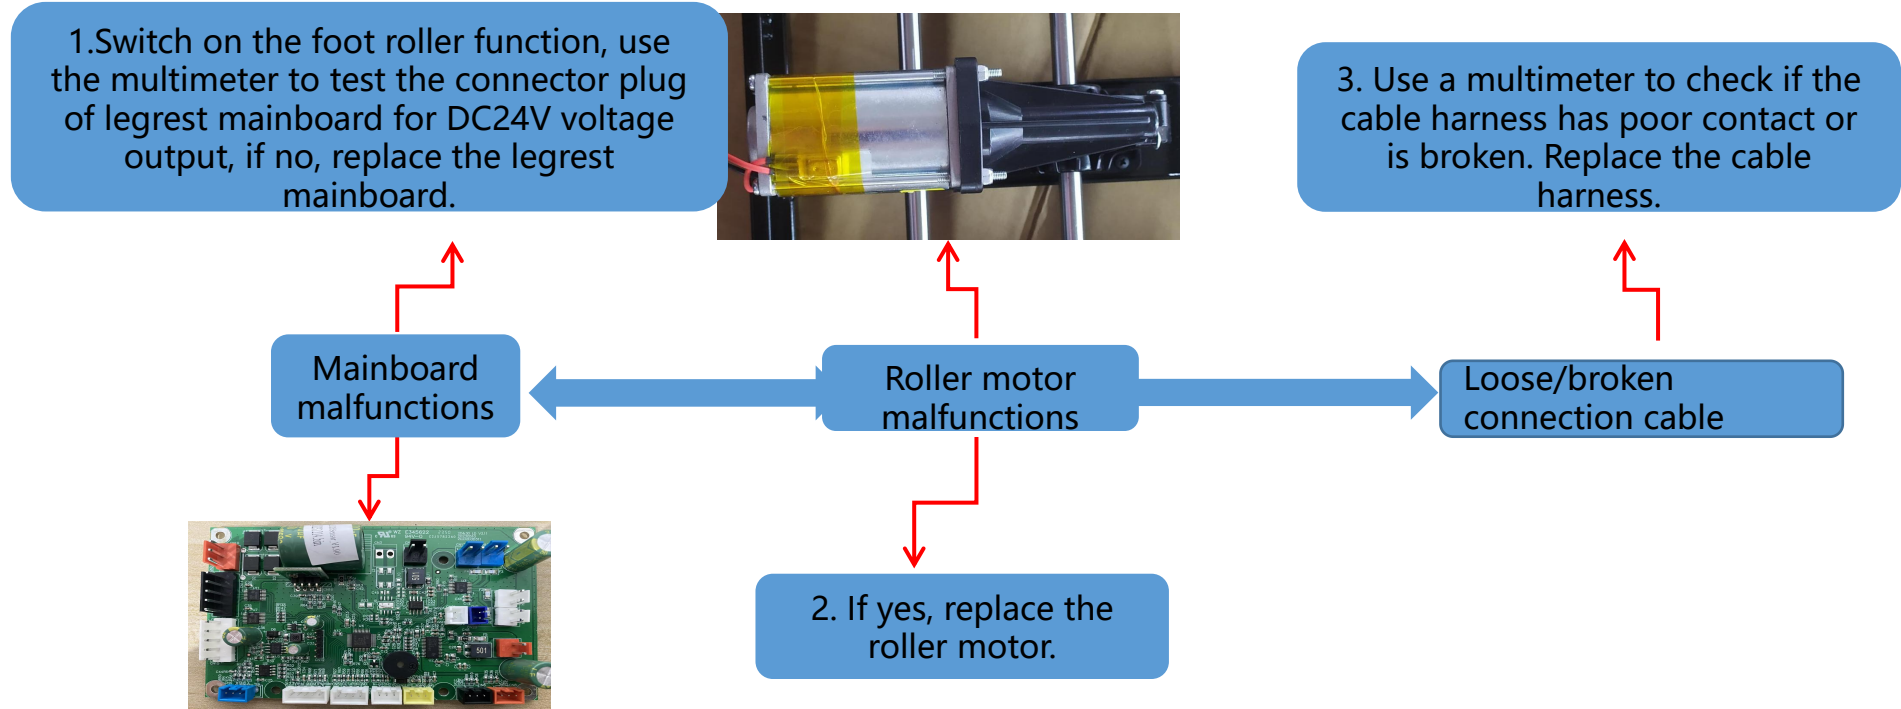 1.Switch on the foot roller function, use
the multimeter to test the connector plug
of legrest mainboard for DC24V voltage
output, if no, replace the legrest
mainboard.
3. Use a multimeter to check if the
cable harness has poor contact or
is broken. Replace the cable
harness.
Mainboard
malfunctions
Roller motor
malfunctions
Loose/broken
connection cable
2. If yes, replace the
roller motor.
501